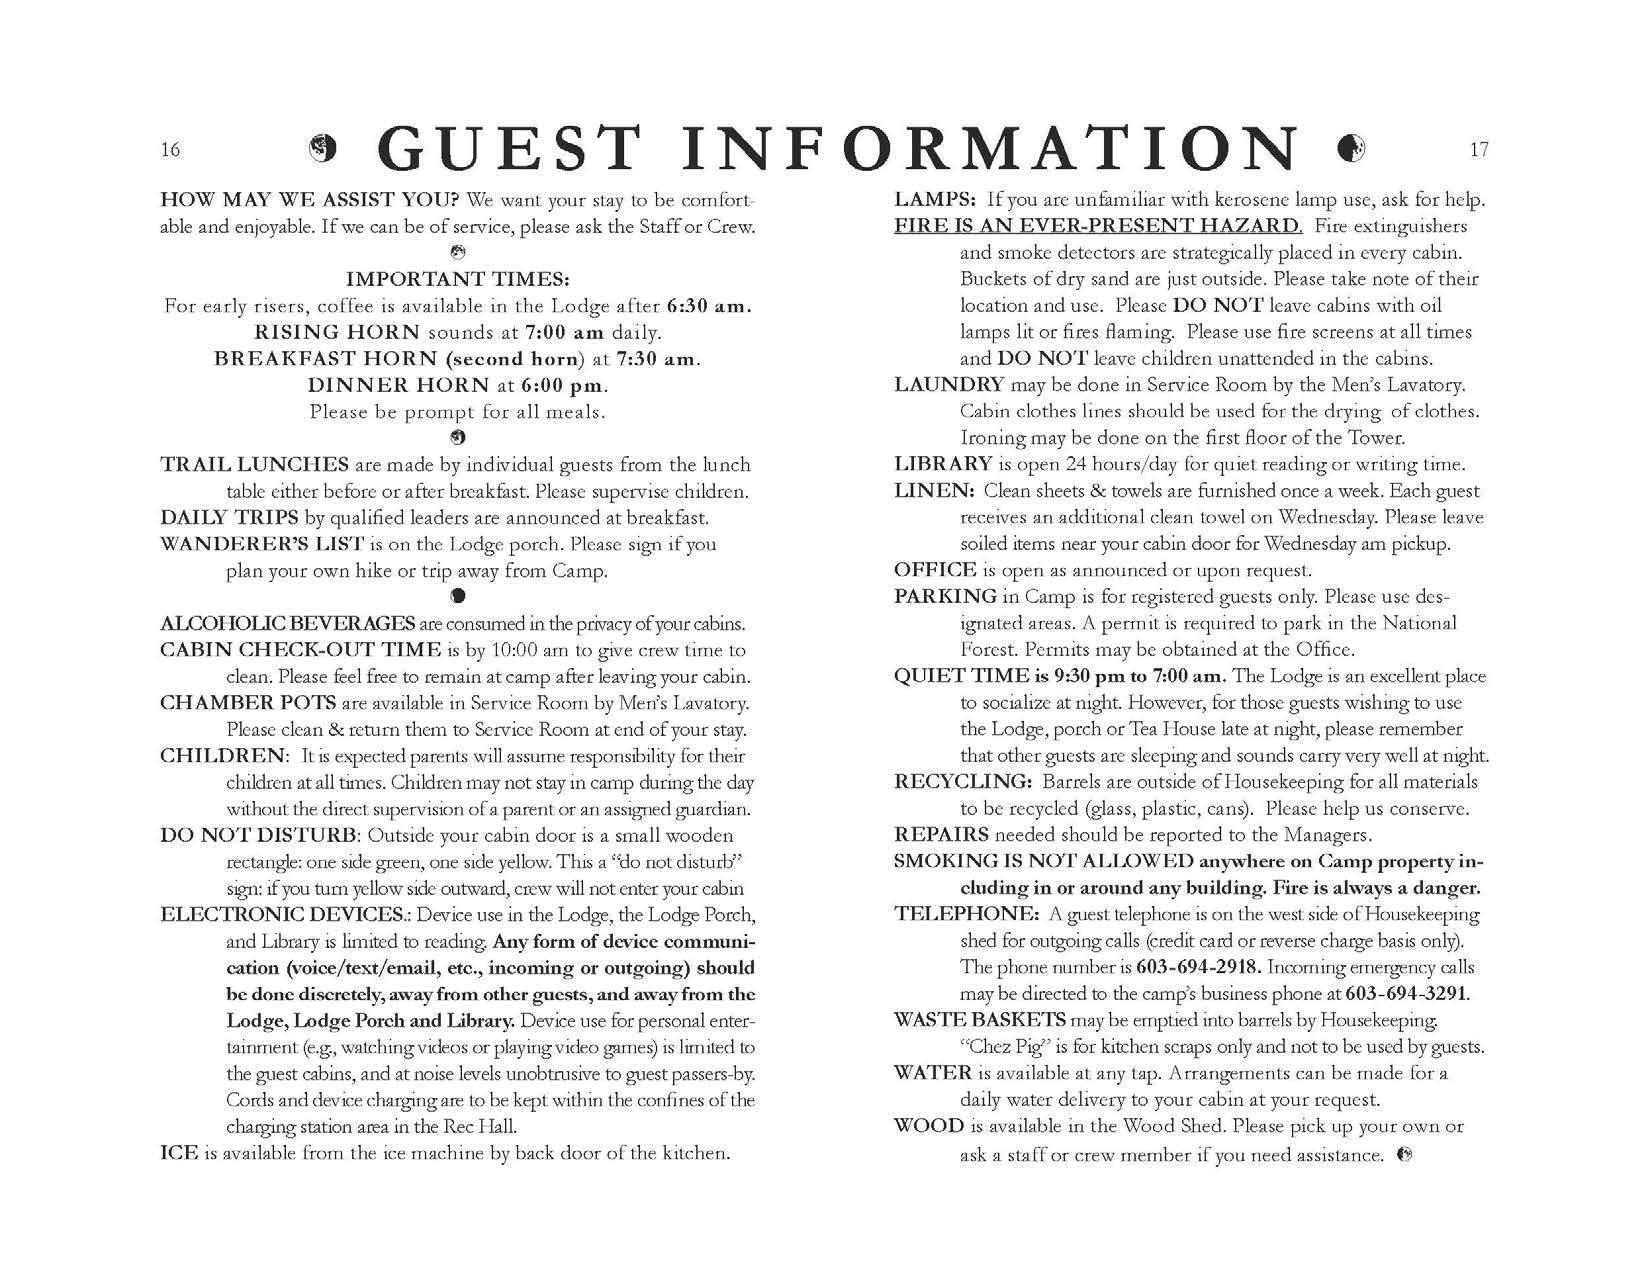 16
GUEST INFORMATION
17
HOW MAY WE ASSIST YOU? We want your stay to be comfort-
able and enjoyable. If we can be of service, please ask the Staff or Crew.
IMPORTANT TIMES:
For early risers, coffee is available in the Lodge after 6:30 am.
RISING HORN sounds at 7:00 am daily.
BREAKFAST HORN (second horn) at 7:30 am.
DINNER HORN at 6:00 pm.
Please be prompt for all meals.
TRAIL LUNCHES are made by individual guests from the lunch
table either before or after breakfast. Please supervise children.
DAILY TRIPS by qualified leaders are announced at breakfast.
WANDERER'S LIST is on the Lodge porch. Please sign if you
plan your own hike or trip away from Camp.
ALCOHOLIC BEVERAGES are consumed in the privacy of your cabins.
CABIN CHECK-OUT TIME is by 10:00 am to give crew time to
clean. Please feel free to remain at camp after leaving your cabin.
CHAMBER POTS are available in Service Room by Men's Lavatory.
Please clean & return them to Service Room at end of your stay.
CHILDREN: It is expected parents will assume responsibility for their
children at all times. Children may not stay in camp during the day
without the direct supervision of a parent or an assigned guardian.
DO NOT DISTURB: Outside your cabin door is a small wooden
rectangle: one side green, one side yellow. This a "do not disturb"
sign: if you turn yellow side outward, crew will not enter your cabin
ELECTRONIC DEVICES.: Device use in the Lodge, the Lodge Porch,
and Library is limited to reading. Any form of device communi-
cation (voice/text/email, etc., incoming or outgoing) should
be done discretely, away from other guests, and away from the
Lodge, Lodge Porch and Library. Device use for personal enter-
tainment (e.g., watching videos or playing video games) is limited to
the guest cabins, and at noise levels unobtrusive to guest passers-by.
Cords and device charging are to be kept within the confines of the
charging station area in the Rec Hall.
ICE is available from the ice machine by back door of the kitchen.
LAMPS: If you are unfamiliar with kerosene lamp use, ask for help.
FIRE IS AN EVER-PRESENT HAZARD. Fire extinguishers
and smoke detectors are strategically placed in every cabin.
Buckets of dry sand are just outside. Please take note of their
location and use. Please DO NOT leave cabins with oil
lamps lit or fires flaming. Please use fire screens at all times
and DO NOT leave children unattended in the cabins.
LAUNDRY may be done in Service Room by the Men's Lavatory.
Cabin clothes lines should be used for the drying of clothes.
Ironing may be done on the first floor of the Tower.
LIBRARY is open 24 hours/day for quiet reading or writing time.
LINEN: Clean sheets & towels are furnished once a week. Each guest
receives an additional clean towel on Wednesday. Please leave
soiled items near your cabin door for Wednesday am pickup.
OFFICE is open as announced or upon request.
PARKING in Camp is for registered guests only. Please use des-
ignated areas. A permit is required to park in the National
Forest. Permits may be obtained at the Office.
QUIET TIME is 9:30 pm to 7:00 am. The Lodge is an excellent place
to socialize at night. However, for those guests wishing to use
the Lodge, porch or Tea House late at night, please remember
that other guests are sleeping and sounds carry very well at night.
RECYCLING: Barrels are outside of Housekeeping for all materials
to be recycled (glass, plastic, cans). Please help us conserve.
REPAIRS needed should be reported to the Managers.
SMOKING IS NOT ALLOWED anywhere on Camp property in-
cluding in or around any building. Fire is always a danger.
TELEPHONE: A guest telephone is on the west side of Housekeeping
shed for outgoing calls (credit card or reverse charge basis only).
The phone number is 603-694-2918. Incoming emergency calls
may be directed to the camp's business phone at 603-694-3291.
WASTE BASKETS may be emptied into barrels by Housekeeping.
"Chez Pig" is for kitchen scraps only and not to be used by guests.
WATER is available at any tap. Arrangements can be made for a
daily water delivery to your cabin at your request.
WOOD is available in the Wood Shed. Please pick up your own or
ask a staff or crew member if you need assistance.